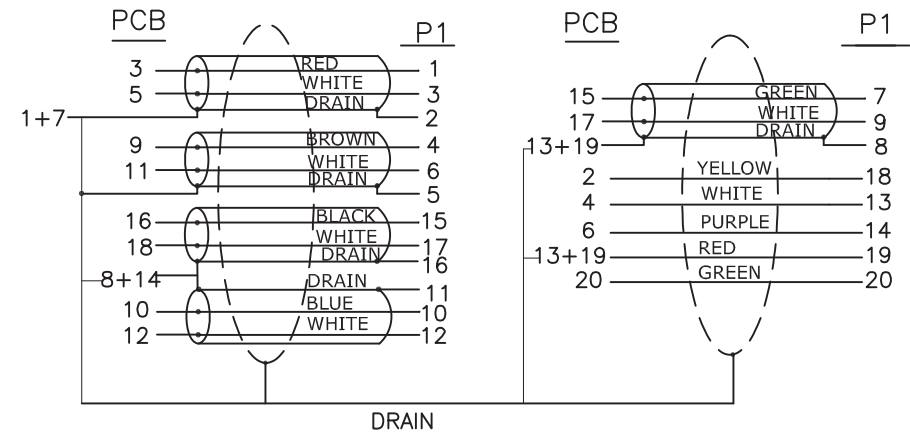 PCB P1
3 RED 1
5 WHITE 3
DRAIN
1+7 2
9 BROWN 4
11 WHITE 6
DRAIN
5
16 BLACK 15
18 WHITE 17
DRAIN 16
8+14 DRAIN 11
10 BLUE 10
12 WHITE 12
PCB P1
15 GREEN 7
17 WHITE 9
DRAIN
13+19 8
2 YELLOW 18
4 WHITE 13
6 PURPLE 14
13+19 RED 19
20 GREEN 20
DRAIN